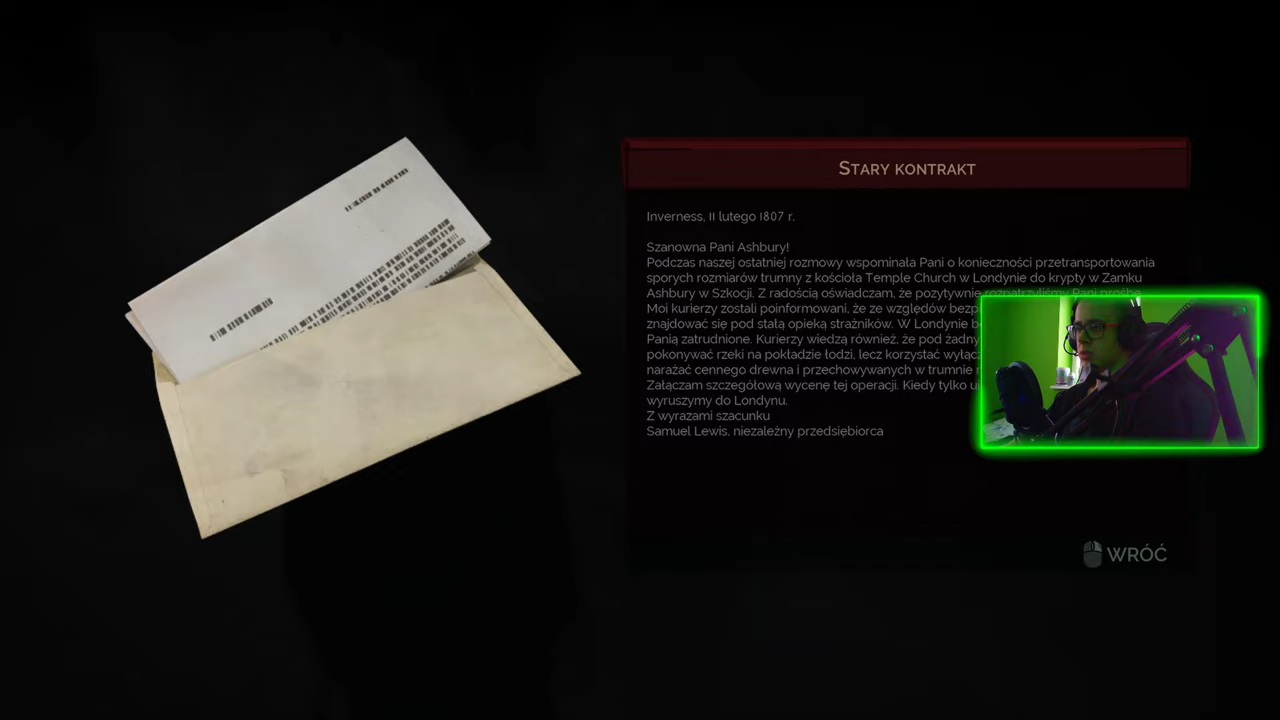 STARY KONTRAKT
Inverness, 11 lutego 1807 r.
Szanowna Pani Ashbury!
Podczas naszej ostatniej rozmowy wspominała Pani o konieczności przetransportowania
sporych rozmiarów trumny z kościoła Temple Church w Londynie do krypty w Zamku
Ashbury w Szkocji. Z radością oświadczam, że pozytywnie rozpatrzyliśmy Pani prośbę.
Moi kurierzy zostali poinformowani, że ze względów
znajdować się pod stałą opieką strażników. W Londynie
Panią zatrudnione. Kurierzy wiedzą również, że pod
pokonywać rzeki na pokładzie łodzi, lecz korzystać
narażać cennego drewna i przechowywanych w trumnie
Załączam szczegółową wycenę tej operacji. Kiedy tylko
wyruszymy do Londynu.
Z wyrazami szacunku
Samuel Lewis, niezależny przedsiębiorca
WRÓĆ